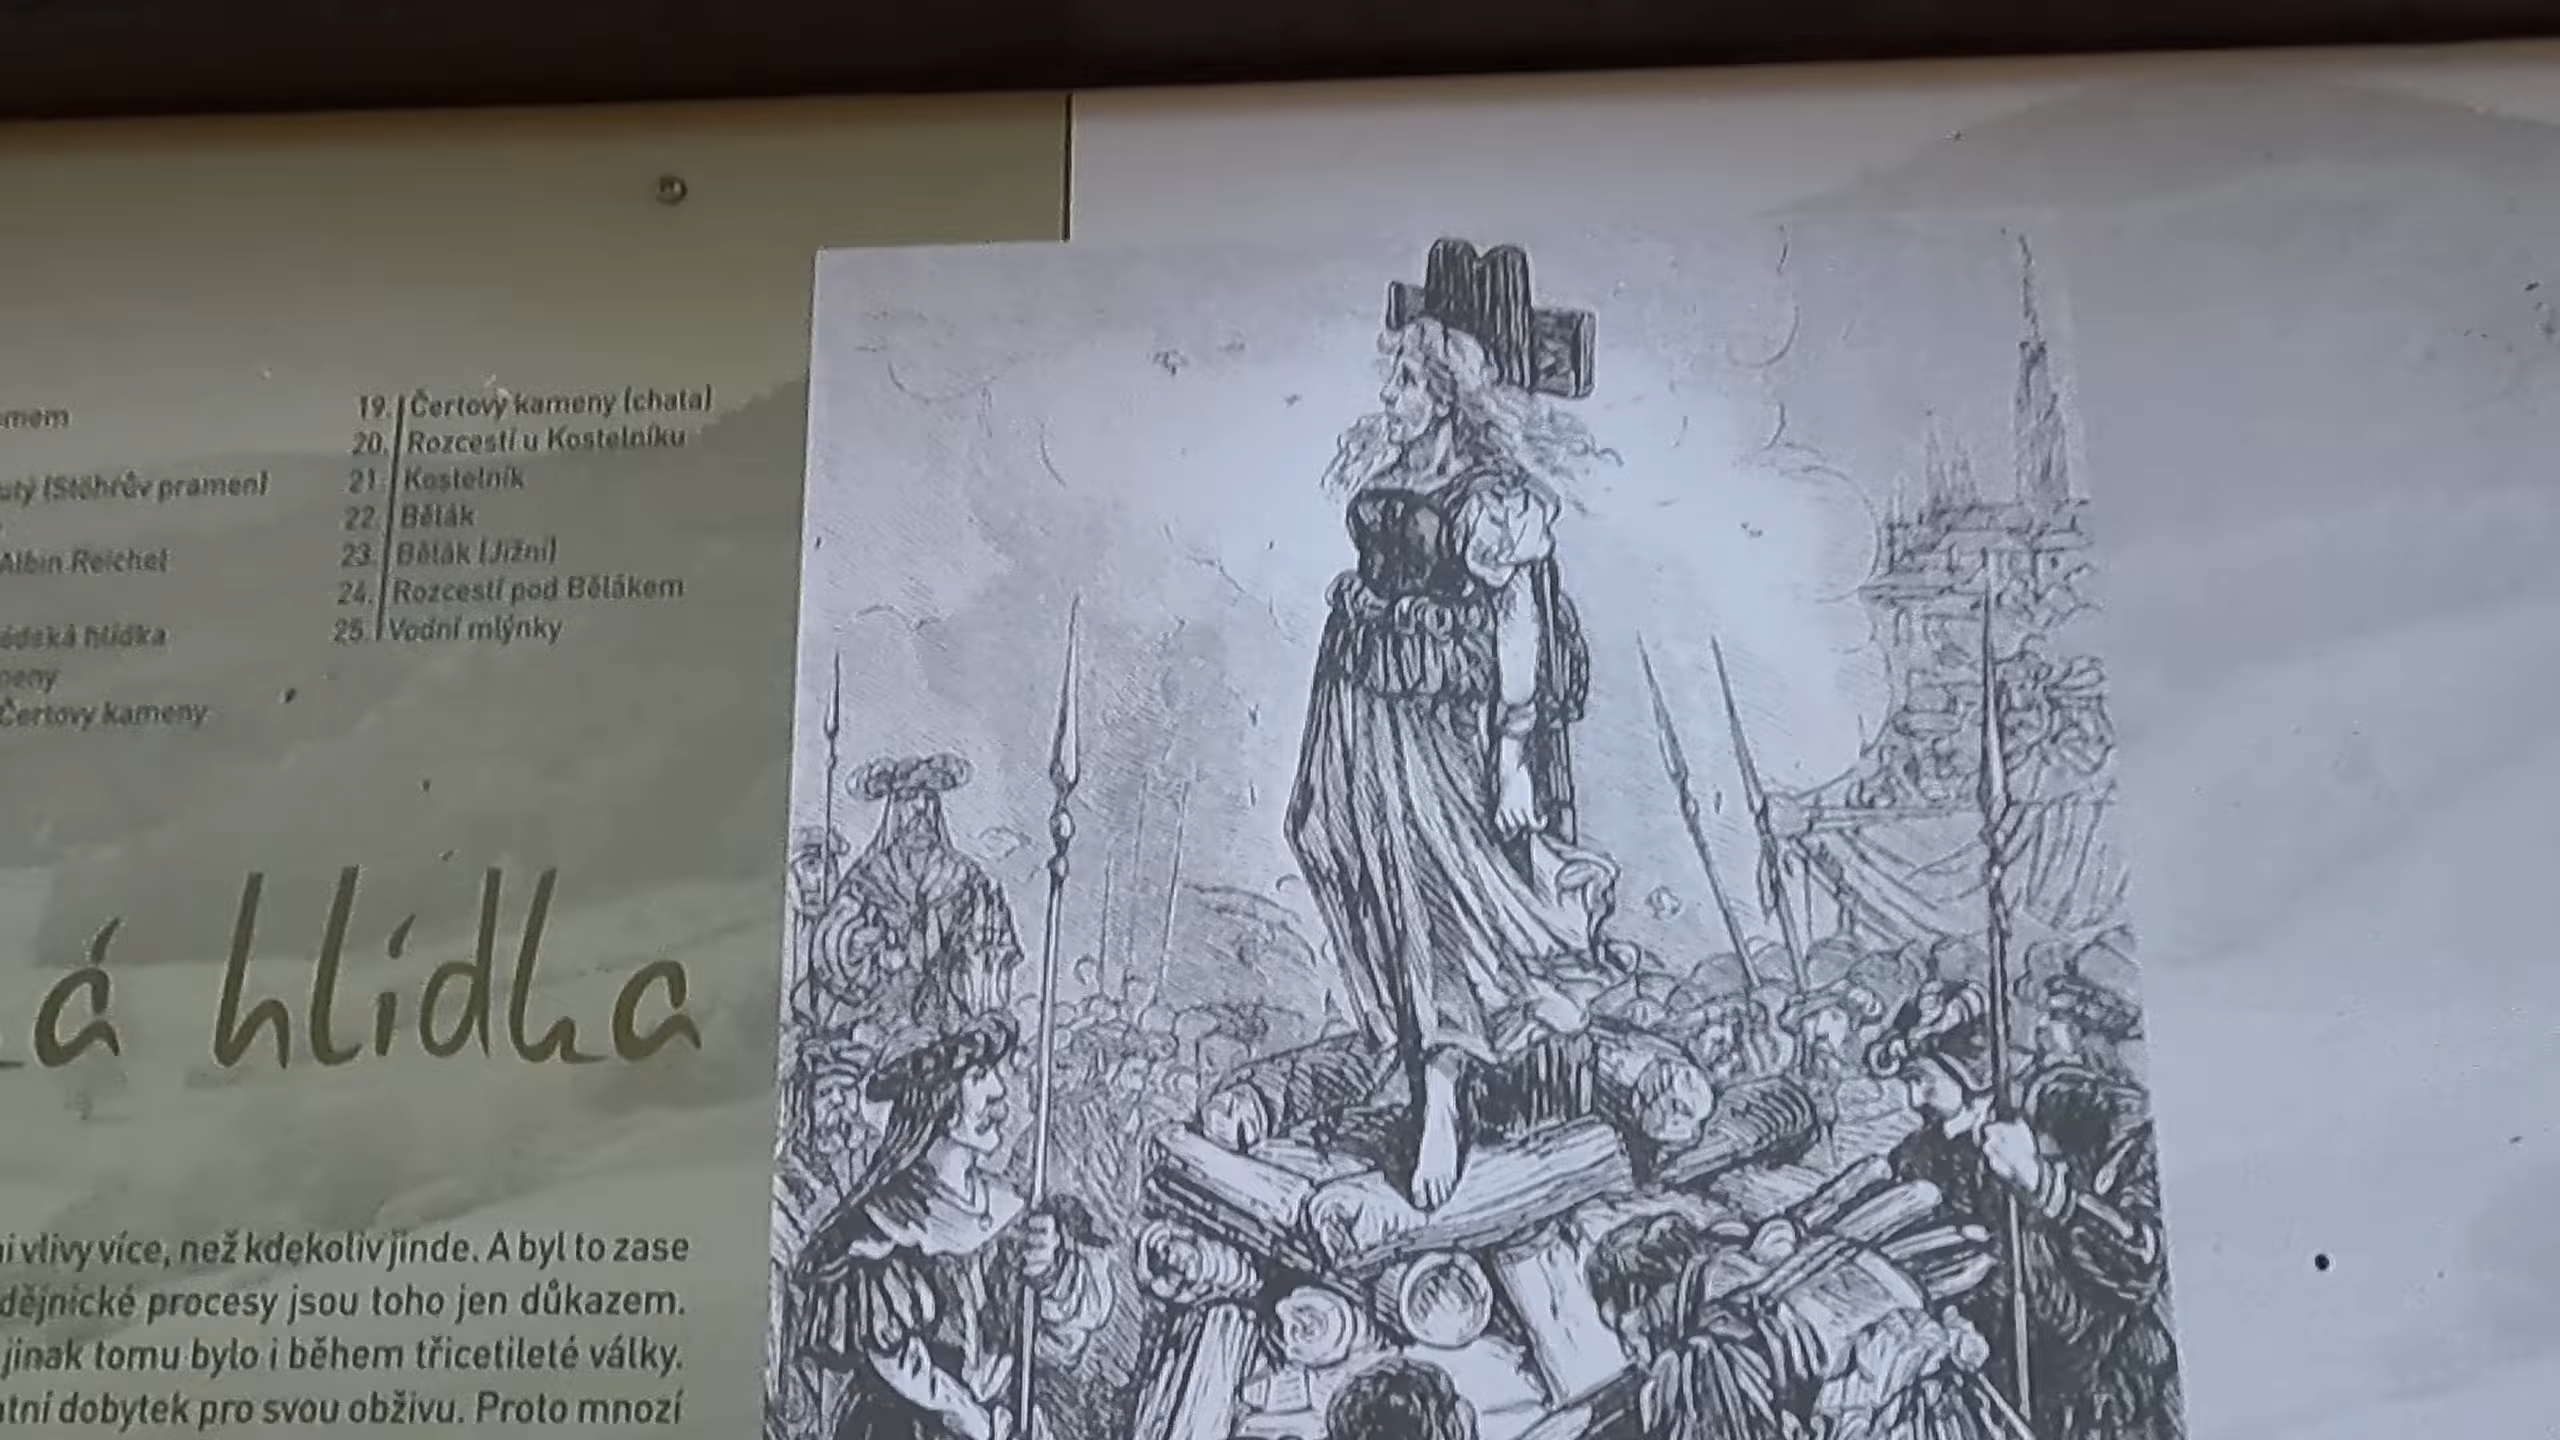 19. Čertovy kameny (chata)
20. Rozcestí u Kostelníku
utý (Stöhrův pramen)
21. Kostelník
22. Bělák
Albin Reichel
23. Bělák (Jižní)
24. Rozcestí pod Bělákem
25. Vodní mlýnky
édská hlídka
meny
Čertovy kameny
ká hlídka
ni vlivy více, než kdekoliv jinde. A byl to zase
dějnické procesy jsou toho jen důkazem.
jinak tomu bylo i během třicetileté války.
atní dobytek pro svou obživu. Proto mnozí